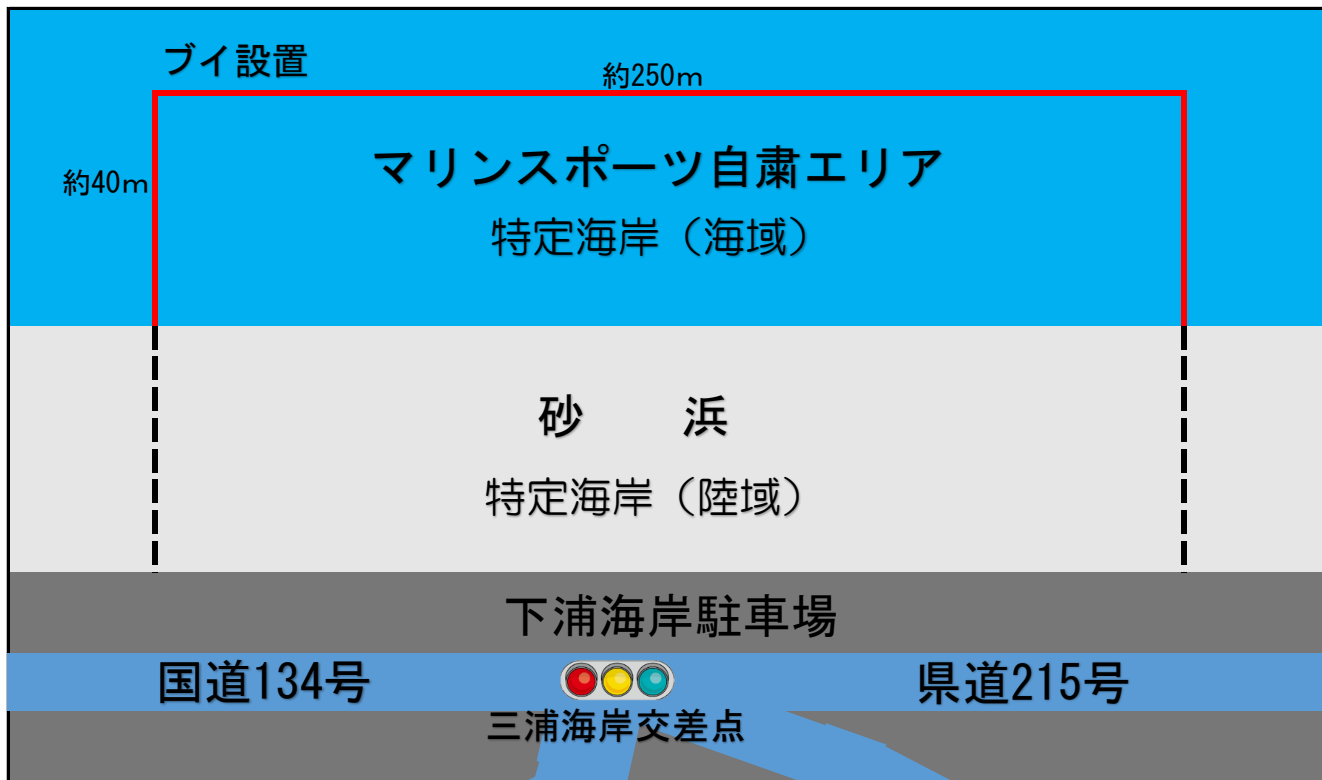 ブイ設置
約250ｍ
約40ｍ
マリンスポーツ自粛エリア
特定海岸（海域）
砂　　浜
特定海岸（陸域）
下浦海岸駐車場
国道134号
県道215号
三浦海岸交差点